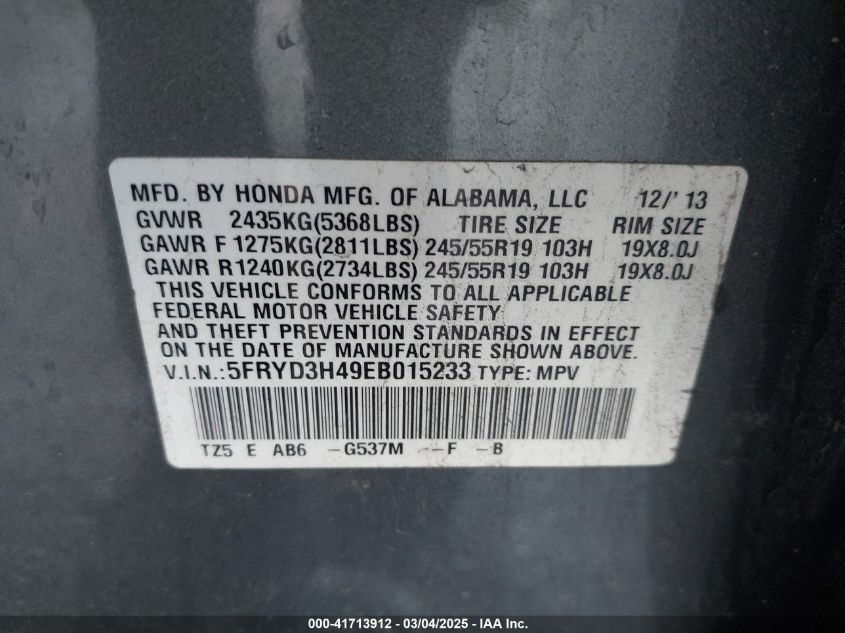 MFD. BY HONDA MFG. OF ALABAMA, LLC 12/'13
GVWR 2435KG(5368LBS) TIRE SIZE RIM SIZE
GAWR F 1275KG(2811LBS) 245/55R19 103H 19X8.0J
GAWR R1240KG(2734LBS) 245/55R19 103H 19X8.0J
THIS VEHICLE CONFORMS TO ALL APPLICABLE
FEDERAL MOTOR VEHICLE SAFETY
AND THEFT PREVENTION STANDARDS IN EFFECT
ON THE DATE OF MANUFACTURE SHOWN ABOVE.
V.I.N.:5FRYD3H49EB015233 TYPE: MPV
TZ5 E AB6 -G537M --F -B
000-41713912 - 03/04/2025 - IAA Inc.